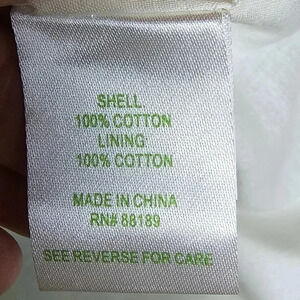 SHELL
100% COTTON
LINING
100% COTTON
MADE IN CHINA
RN# 88189
SEE REVERSE FOR CARE